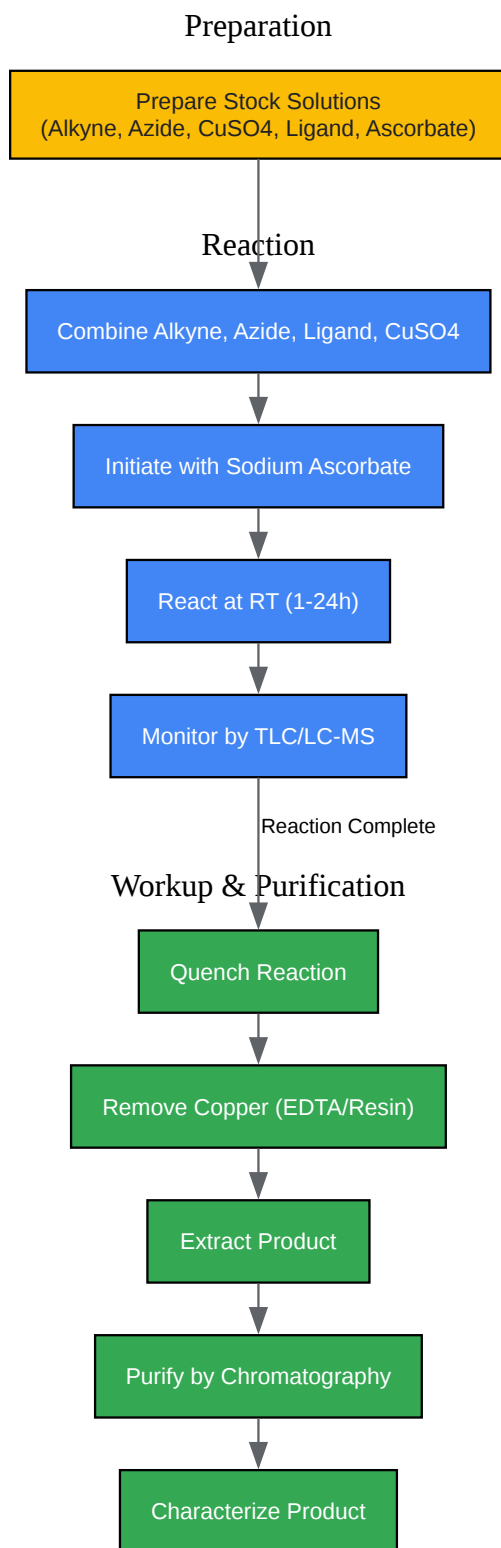 Preparation
Prepare Stock Solutions
(Alkyne, Azide, CuSO4, Ligand, Ascorbate)
Reaction
Combine Alkyne, Azide, Ligand, CuSO4
Initiate with Sodium Ascorbate
React at RT (1-24h)
Monitor by TLC/LC-MS
Reaction Complete
Workup & Purification
Quench Reaction
Remove Copper (EDTA/Resin)
Extract Product
Purify by Chromatography
Characterize Product